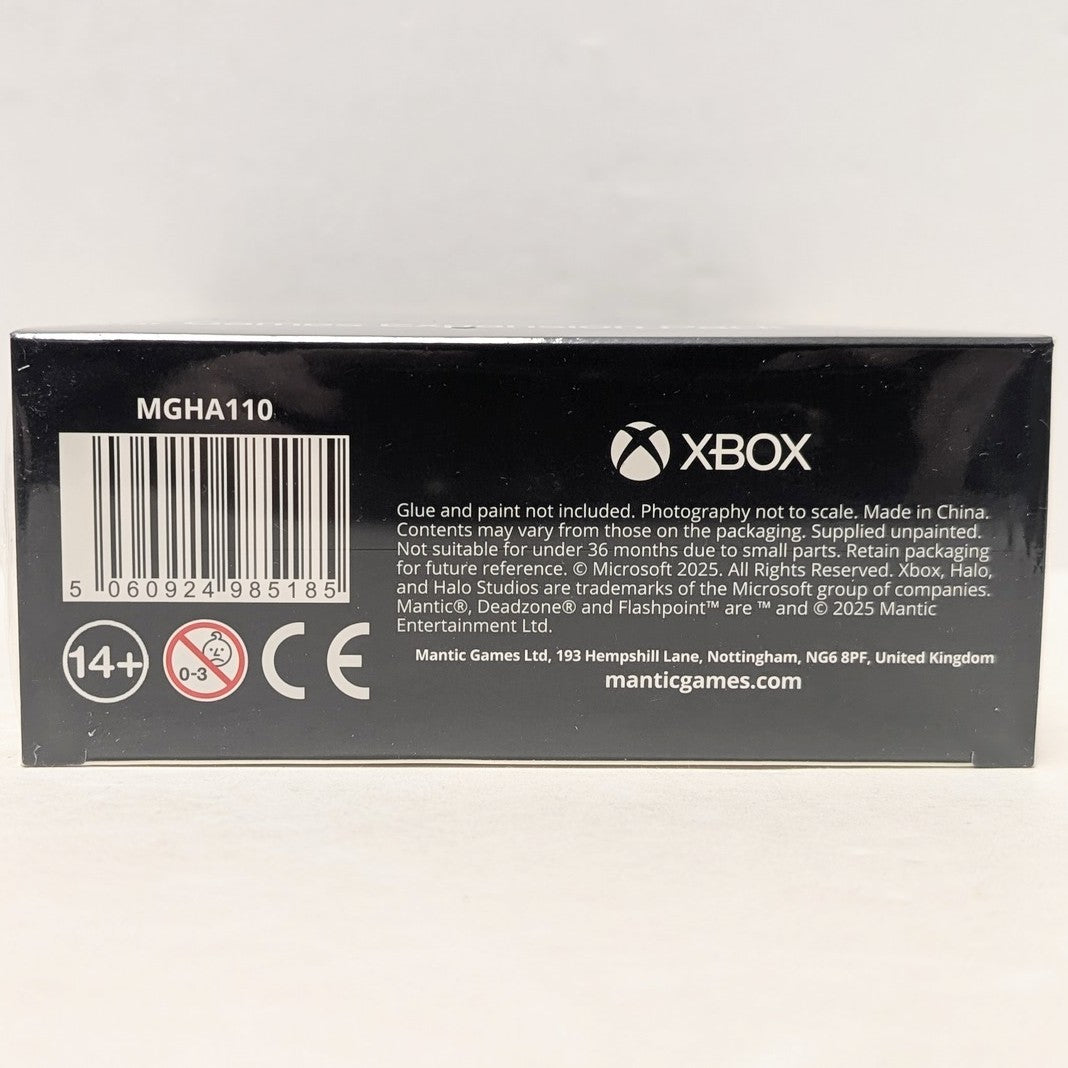 MGHA110
5 060924 985185
14+
0-3
CE
XBOX
Glue and paint not included. Photography not to scale. Made in China.
Contents may vary from those on the packaging. Supplied unpainted.
Not suitable for under 36 months due to small parts. Retain packaging
for future reference. © Microsoft 2025. All Rights Reserved. Xbox, Halo,
and Halo Studios are trademarks of the Microsoft group of companies.
Mantic®, Deadzone® and Flashpoint™ are ™ and © 2025 Mantic
Entertainment Ltd.
Mantic Games Ltd, 193 Hempshill Lane, Nottingham, NG6 8PF, United Kingdom
manticgames.com